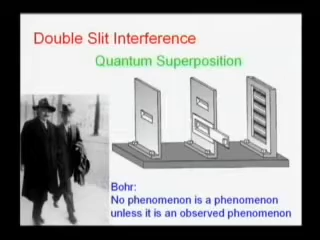 Double Slit Interference
Quantum Superposition
Bohr:
No phenomenon is a phenomenon
unless it is an observed phenomenon